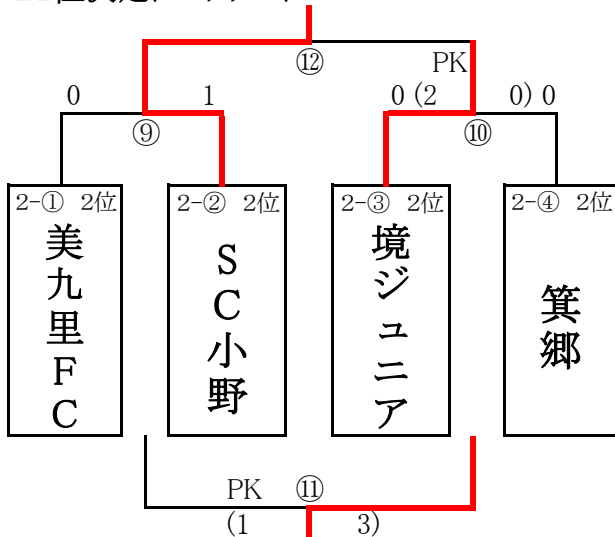 ⑫
PK
0 1 0 (2 0) 0
⑨ ⑩
2-① 2位 2-② 2位 2-③ 2位 2-④ 2位
美九里FC
SC小野
境ジュニア
箕郷
PK ⑪
(1 3)